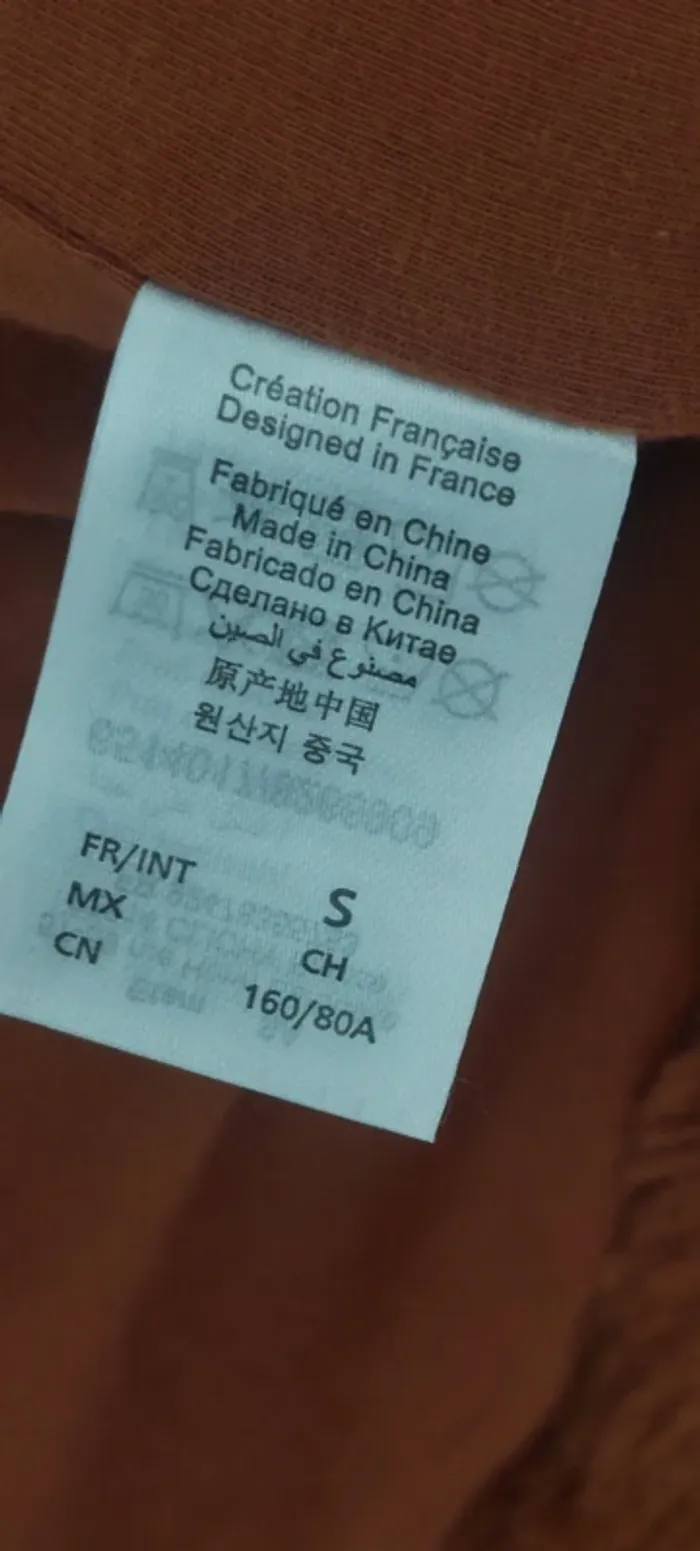 Création Française
Designed in France
Fabriqué en Chine
Made in China
Fabricado en China
Сделано в Китае
مصنوع في الصين
原产地中国
원산지 중국
FR/INT S
MX CH
CN 160/80A